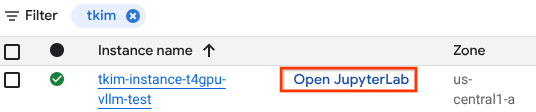 Filter tkim
Instance name Zone
tkim-instance-t4gpu- Open JupyterLab us-
vllm-test central1-a